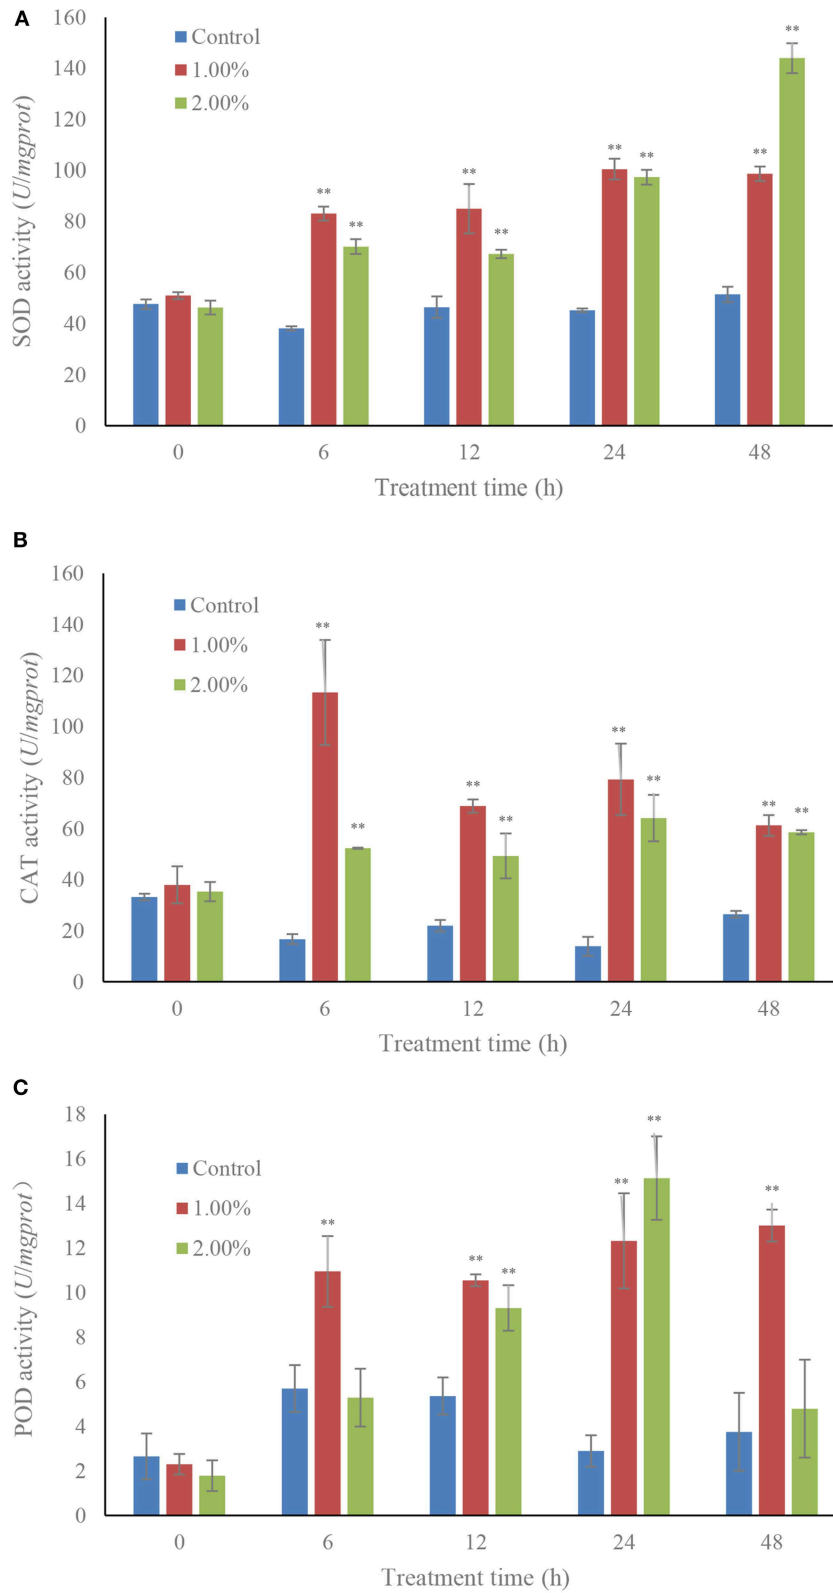 A
160
140
120
100
80
60
40
20
0
SOD activity (U/mgprot)
Control
1.00%
2.00%
** ** ** ** ** ** ** **
0 6 12 24 48
Treatment time (h)
B
160
140
120
100
80
60
40
20
0
CAT activity (U/mgprot)
Control
1.00%
2.00%
** ** ** ** ** ** ** **
0 6 12 24 48
Treatment time (h)
C
18
16
14
12
10
8
6
4
2
0
POD activity (U/mgprot)
Control
1.00%
2.00%
** ** ** ** ** **
0 6 12 24 48
Treatment time (h)